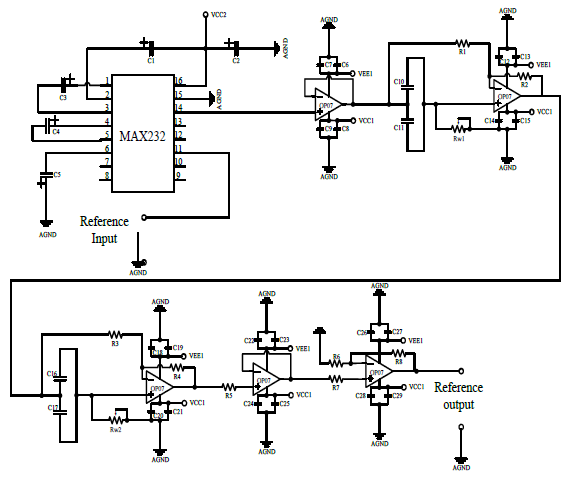 VCC2
C1
C2
AGND
C3
1
2
3
4
5
6
7
8
16
15
14
13
12
11
10
9
MAX232
AGND
C4
C5
AGND
Reference
Input
AGND
AGND
C7
C6
VEE1
OP07
VCC1
C9
C8
AGND
R1
C10
C11
Rw1
AGND
C12
C13
VEE1
R2
OP07
VCC1
C14
C15
AGND
R3
C16
C17
Rw2
AGND
C18
C19
VEE1
R4
OP07
VCC1
C20
C21
AGND
R5
AGND
C22
C23
VEE1
OP07
VCC1
C24
C25
AGND
R6
R7
AGND
C26
C27
VEE1
R8
OP07
VCC1
C28
C29
AGND
Reference
output
AGND